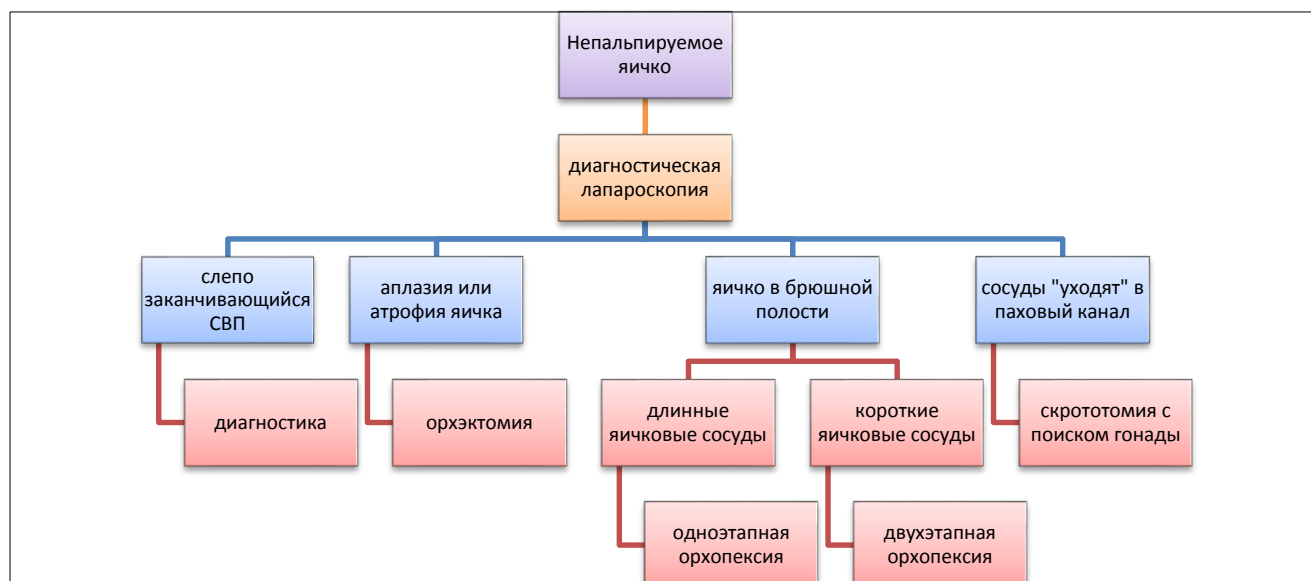 Непальпируемое
яичко
диагностическая
лапароскопия
слепо
заканчивающийся
СВП
аплазия или
атрофия яичка
яичко в брюшной
полости
сосуды "уходят" в
паховый канал
диагностика
орхэктомия
длинные
яичковые сосуды
короткие
яичковые сосуды
скрототомия с
поиском гонады
одноэтапная
орхопексия
двухэтапная
орхопексия